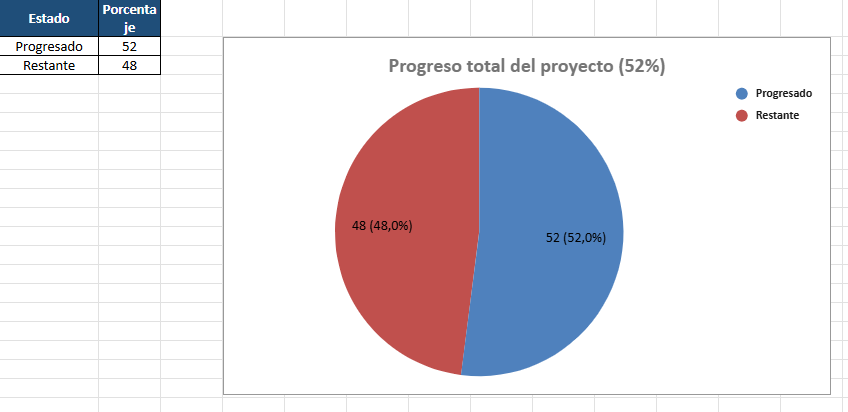 Estado
Porcenta
je
Progresado 52
Restante 48
Progreso total del proyecto (52%)
Progresado
Restante
48 (48,0%)
52 (52,0%)